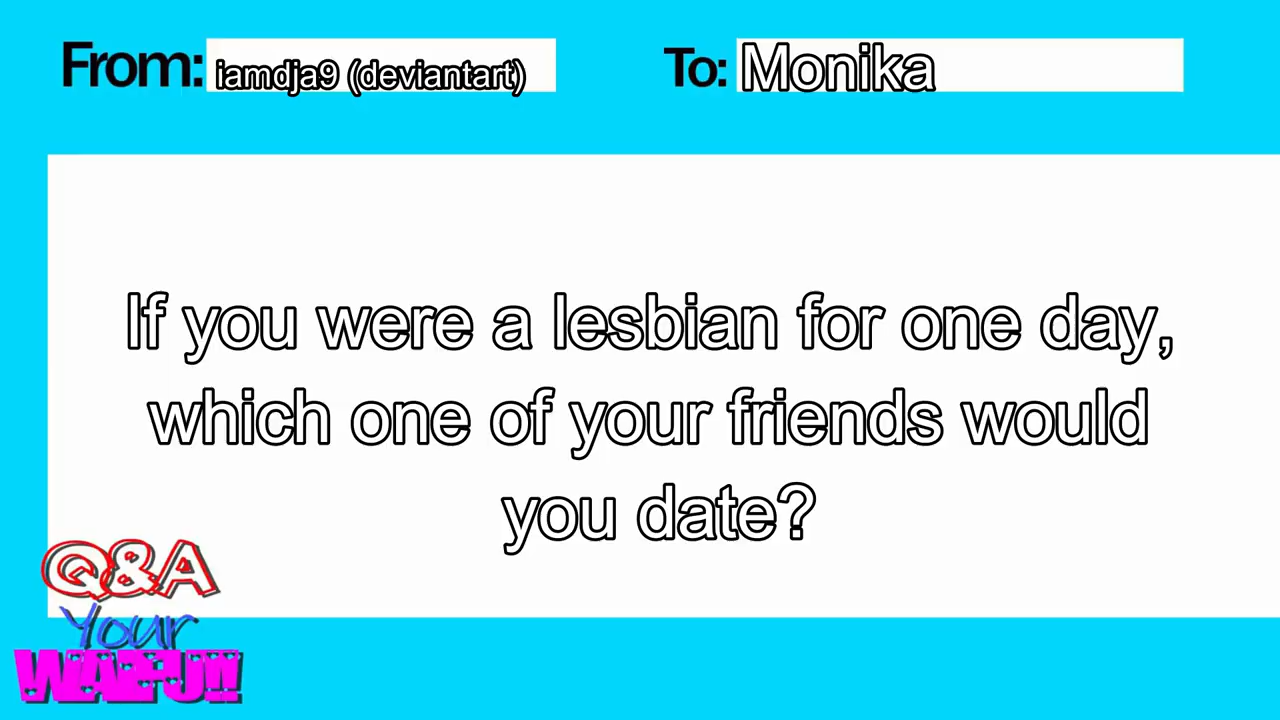 From: iamdja9 (deviantart) To: Monika
If you were a lesbian for one day,
which one of your friends would
you date?
Q&A
Your
WAIFU!!